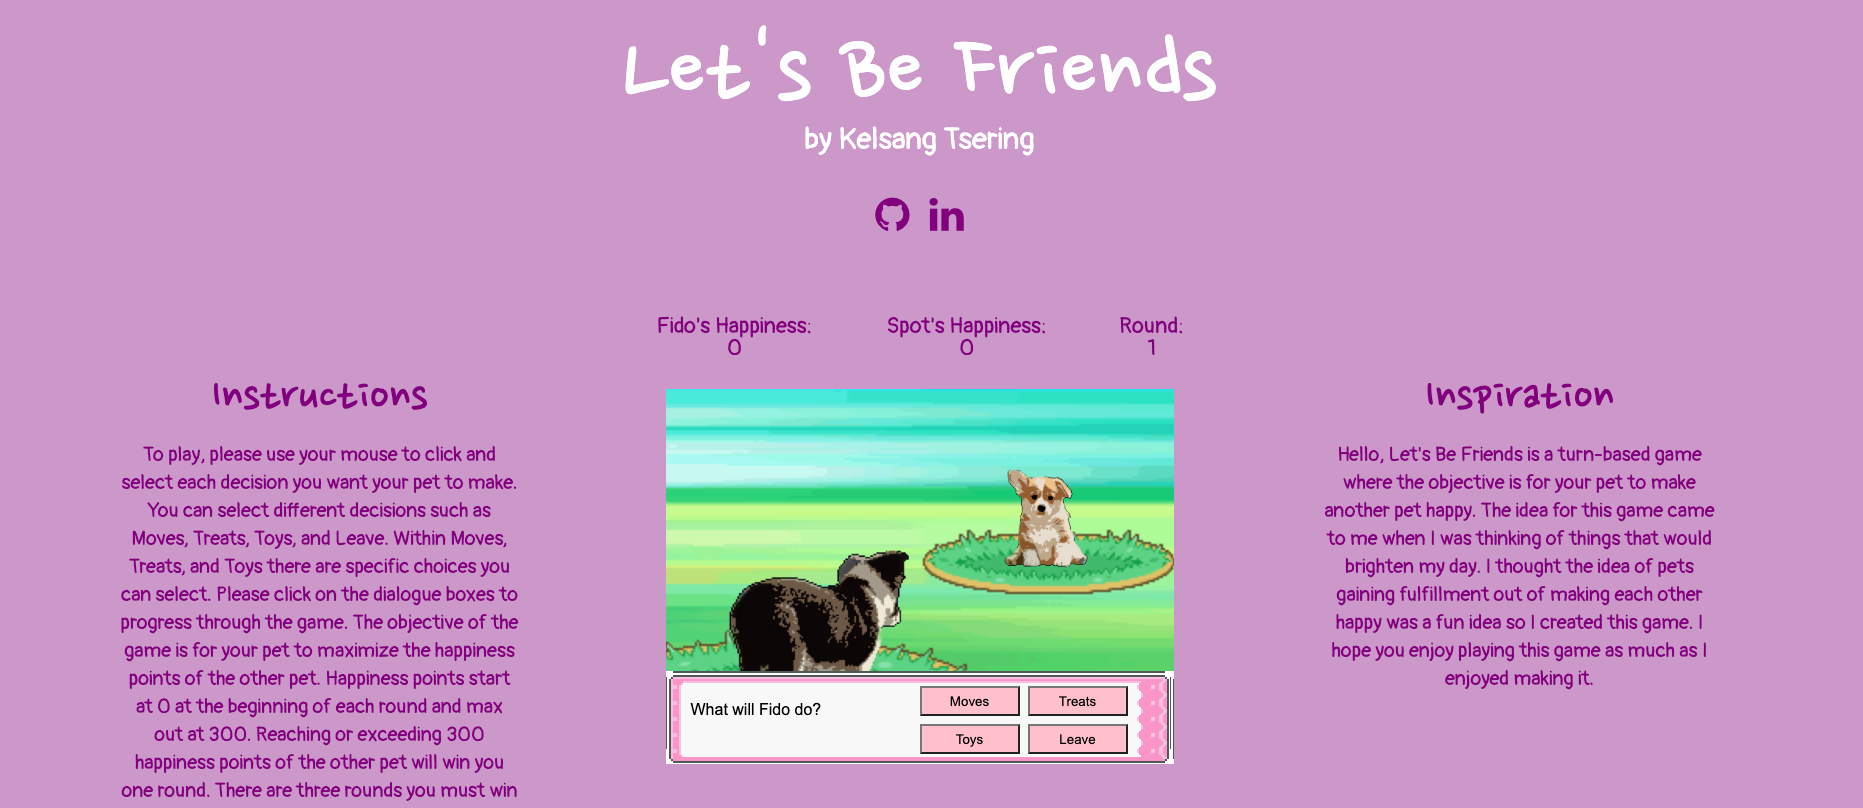 Let's Be Friends
by Kelsang Tsering
in
Fido's Happiness:
0
Spot's Happiness:
0
Round:
1
Instructions
To play, please use your mouse to click and
select each decision you want your pet to make.
You can select different decisions such as
Moves, Treats, Toys, and Leave. Within Moves,
Treats, and Toys there are specific choices you
can select. Please click on the dialogue boxes to
progress through the game. The objective of the
game is for your pet to maximize the happiness
points of the other pet. Happiness points start
at 0 at the beginning of each round and max
out at 300. Reaching or exceeding 300
happiness points of the other pet will win you
one round. There are three rounds you must win
What will Fido do?
Moves
Treats
Toys
Leave
Inspiration
Hello, Let's Be Friends is a turn-based game
where the objective is for your pet to make
another pet happy. The idea for this game came
to me when I was thinking of things that would
brighten my day. I thought the idea of pets
gaining fulfillment out of making each other
happy was a fun idea so I created this game. I
hope you enjoy playing this game as much as I
enjoyed making it.